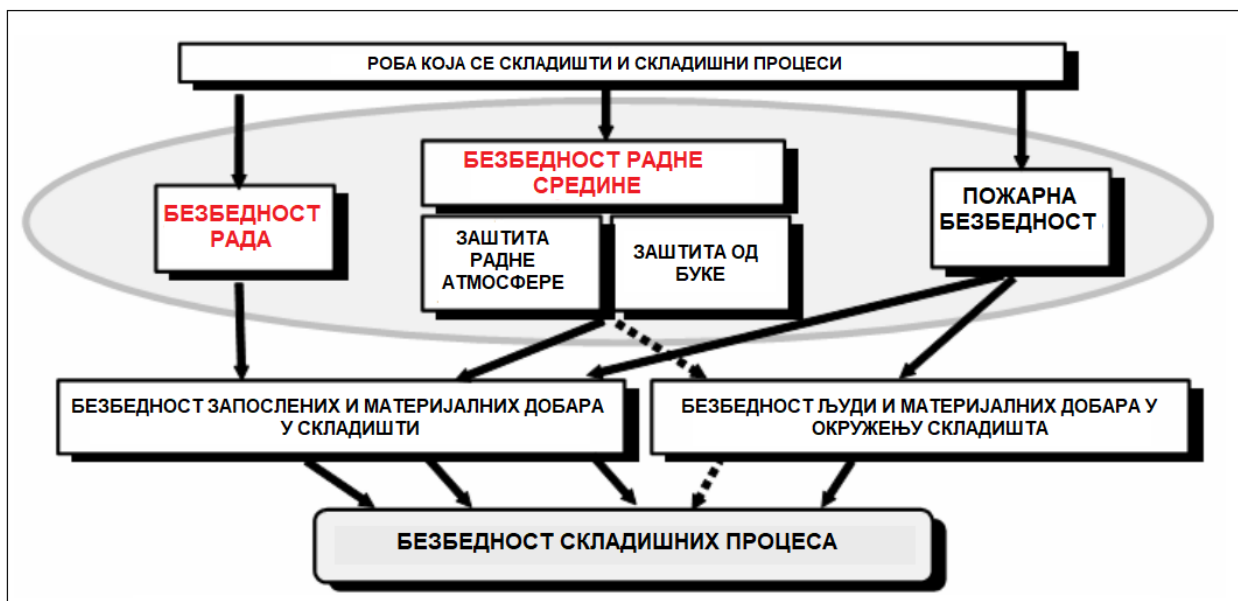 РОБА КОЈА СЕ СКЛАДИШТИ И СКЛАДИШНИ ПРОЦЕСИ
БЕЗБЕДНОСТ РАДА
БЕЗБЕДНОСТ РАДНЕ
СРЕДИНЕ
ЗАШТИТА
РАДНЕ
АТМОСФЕРЕ
ЗАШТИТА ОД
БУКЕ
ПОЖАРНА
БЕЗБЕДНОСТ
БЕЗБЕДНОСТ ЗАПОСЛЕНИХ И МАТЕРИЈАЛНИХ ДОБАРА
У СКЛАДИШТИ
БЕЗБЕДНОСТ ЉУДИ И МАТЕРИЈАЛНИХ ДОБАРА У
ОКРУЖЕЊУ СКЛАДИШТА
БЕЗБЕДНОСТ СКЛАДИШНИХ ПРОЦЕСА